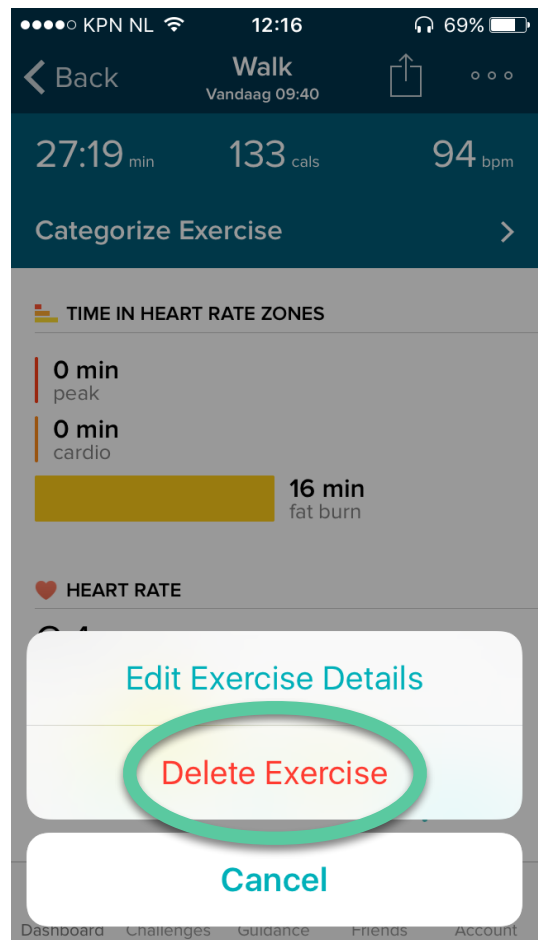 KPN NL 12:16 69%
Back Walk
Vandaag 09:40
27:19 min 133 cals 94 bpm
Categorize Exercise
TIME IN HEART RATE ZONES
0 min
peak
0 min
cardio
16 min
fat burn
HEART RATE
Edit Exercise Details
Delete Exercise
Cancel
Dashboard Challenges Guidance Friends Account